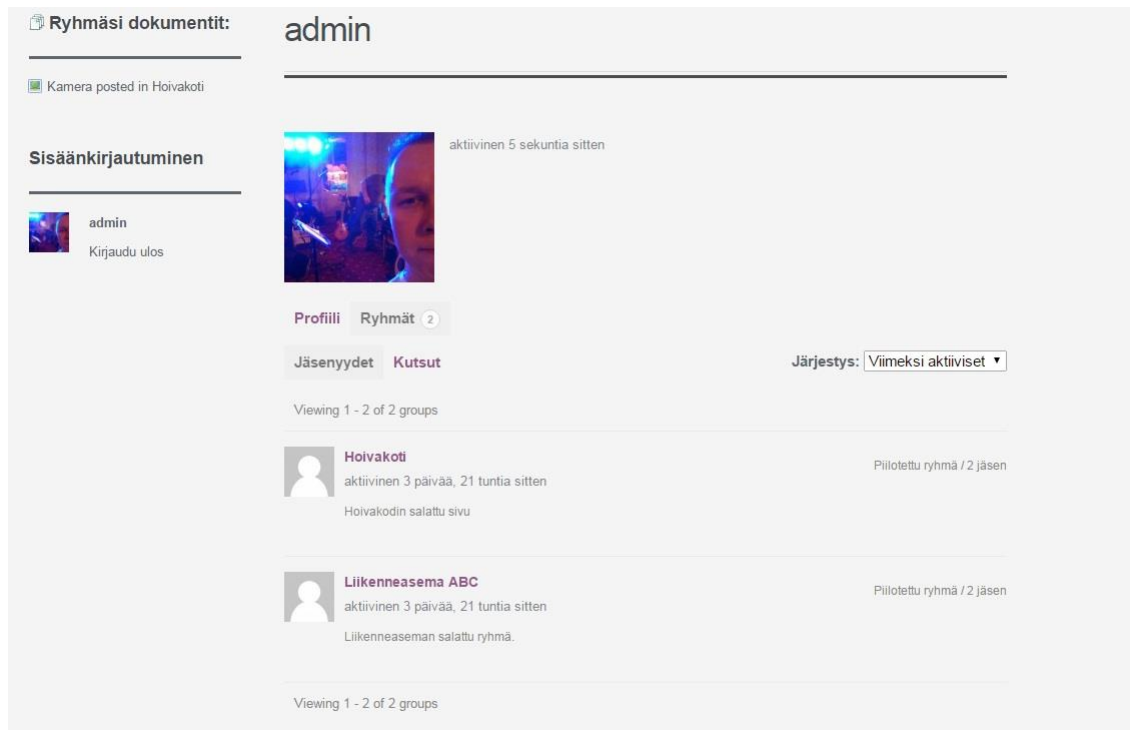 Ryhmäsi dokumentit:
Kamera posted in Hoivakoti
Sisäänkirjautuminen
admin
Kirjaudu ulos
admin
aktiivinen 5 sekuntia sitten
Profiili Ryhmät 2
Jäsenyydet Kutsut
Järjestys: Viimeksi aktiiviset
Viewing 1 - 2 of 2 groups
Hoivakoti
aktiivinen 3 päivää, 21 tuntia sitten
Hoivakodin salattu sivu
Piilotettu ryhmä / 2 jäsen
Liikenneasema ABC
aktiivinen 3 päivää, 21 tuntia sitten
Liikenneaseman salattu ryhmä.
Piilotettu ryhmä / 2 jäsen
Viewing 1 - 2 of 2 groups